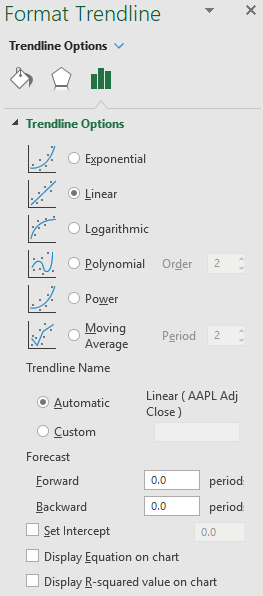 Format Trendline
Trendline Options
Trendline Options
Exponential
Linear
Logarithmic
Polynomial Order 2
Power
Moving Average Period 2
Trendline Name
Automatic Linear ( AAPL Adj Close )
Custom
Forecast
Forward 0.0 period
Backward 0.0 period
Set Intercept 0.0
Display Equation on chart
Display R-squared value on chart